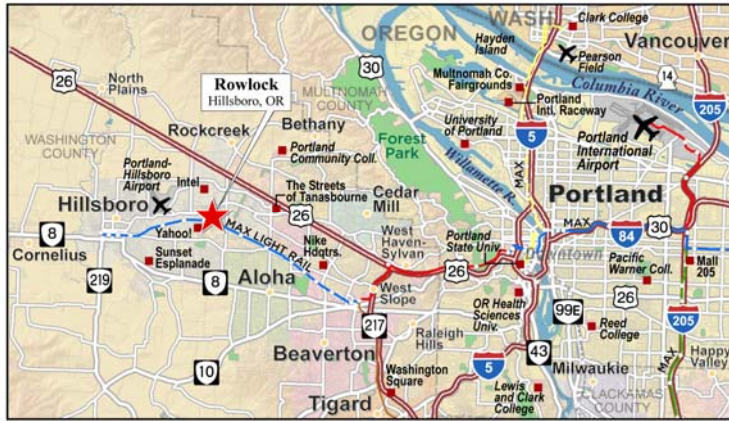 OREGON
WASH.
Clark College
Hayden
Island
Pearson
Field
Vancouver
26
30
14
Columbia River
205
North
Plains
Rowlock
Hillsboro, OR
MULTNOMAH
COUNTY
Multnomah Co.
Fairgrounds
Portland
Intl. Raceway
5
WASHINGTON
COUNTY
Rockcreek
Bethany
Forest
Park
University
of Portland
Portland
International
Airport
Portland
Community Coll.
Willamette R.
MAX
Portland-
Hillsboro
Airport
Intel
The Streets
of Tanasbourne
Cedar
Mill
Portland
Hillsboro
26
MAX
30
8
Yahoo!
MAX LIGHT RAIL
West
Haven-
Sylvan
Portland
State Univ.
84
Cornelius
Sunset
Esplanade
Nike
Hdqtrs.
26
Downtown
Pacific
Warner Coll.
Mall
205
219
8
Aloha
West
Slope
OR Health
Sciences
Univ.
99E
26
Reed
College
205
217
Raleigh
Hills
43
Happy
Valley
10
Beaverton
5
Milwaukie
MAX
Washington
Square
Lewis
and Clark
College
CLACKAMAS
COUNTY
Tigard